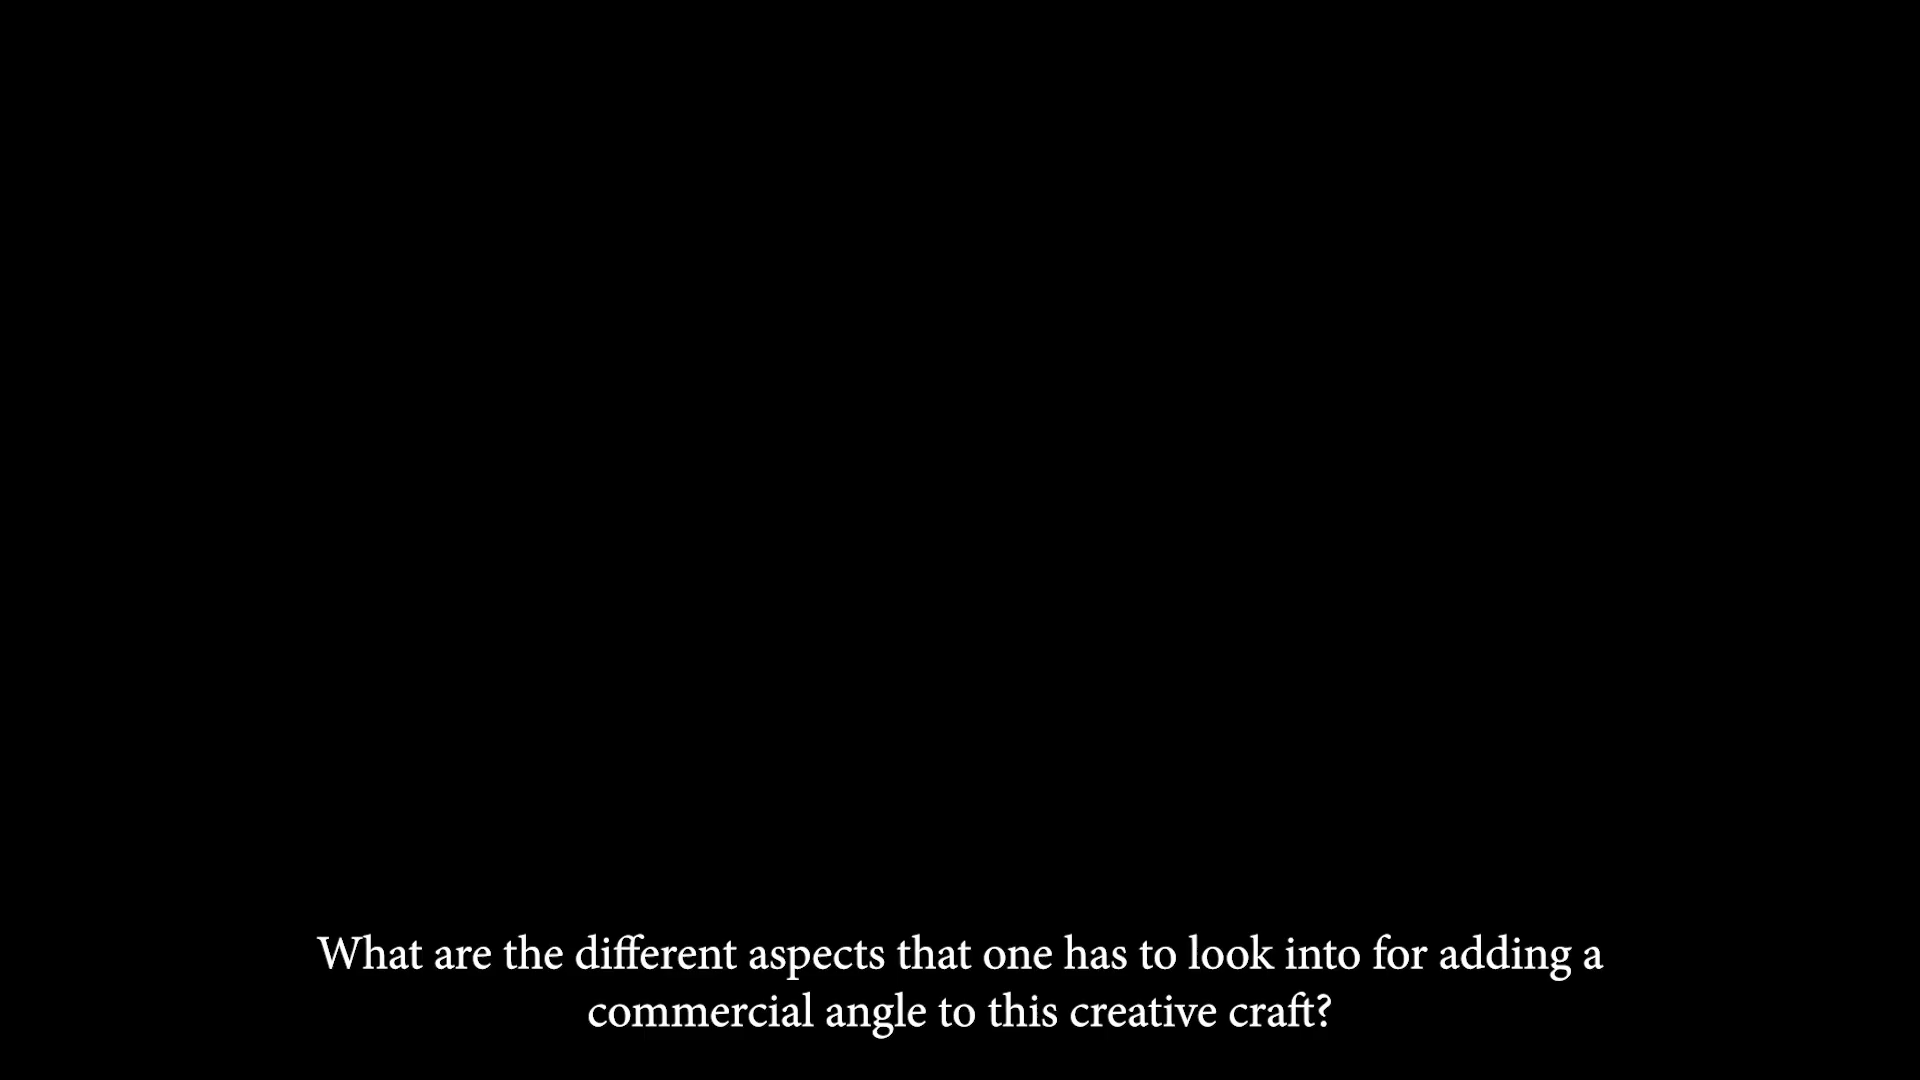 What are the different aspects that one has to look into for adding a
commercial angle to this creative craft?